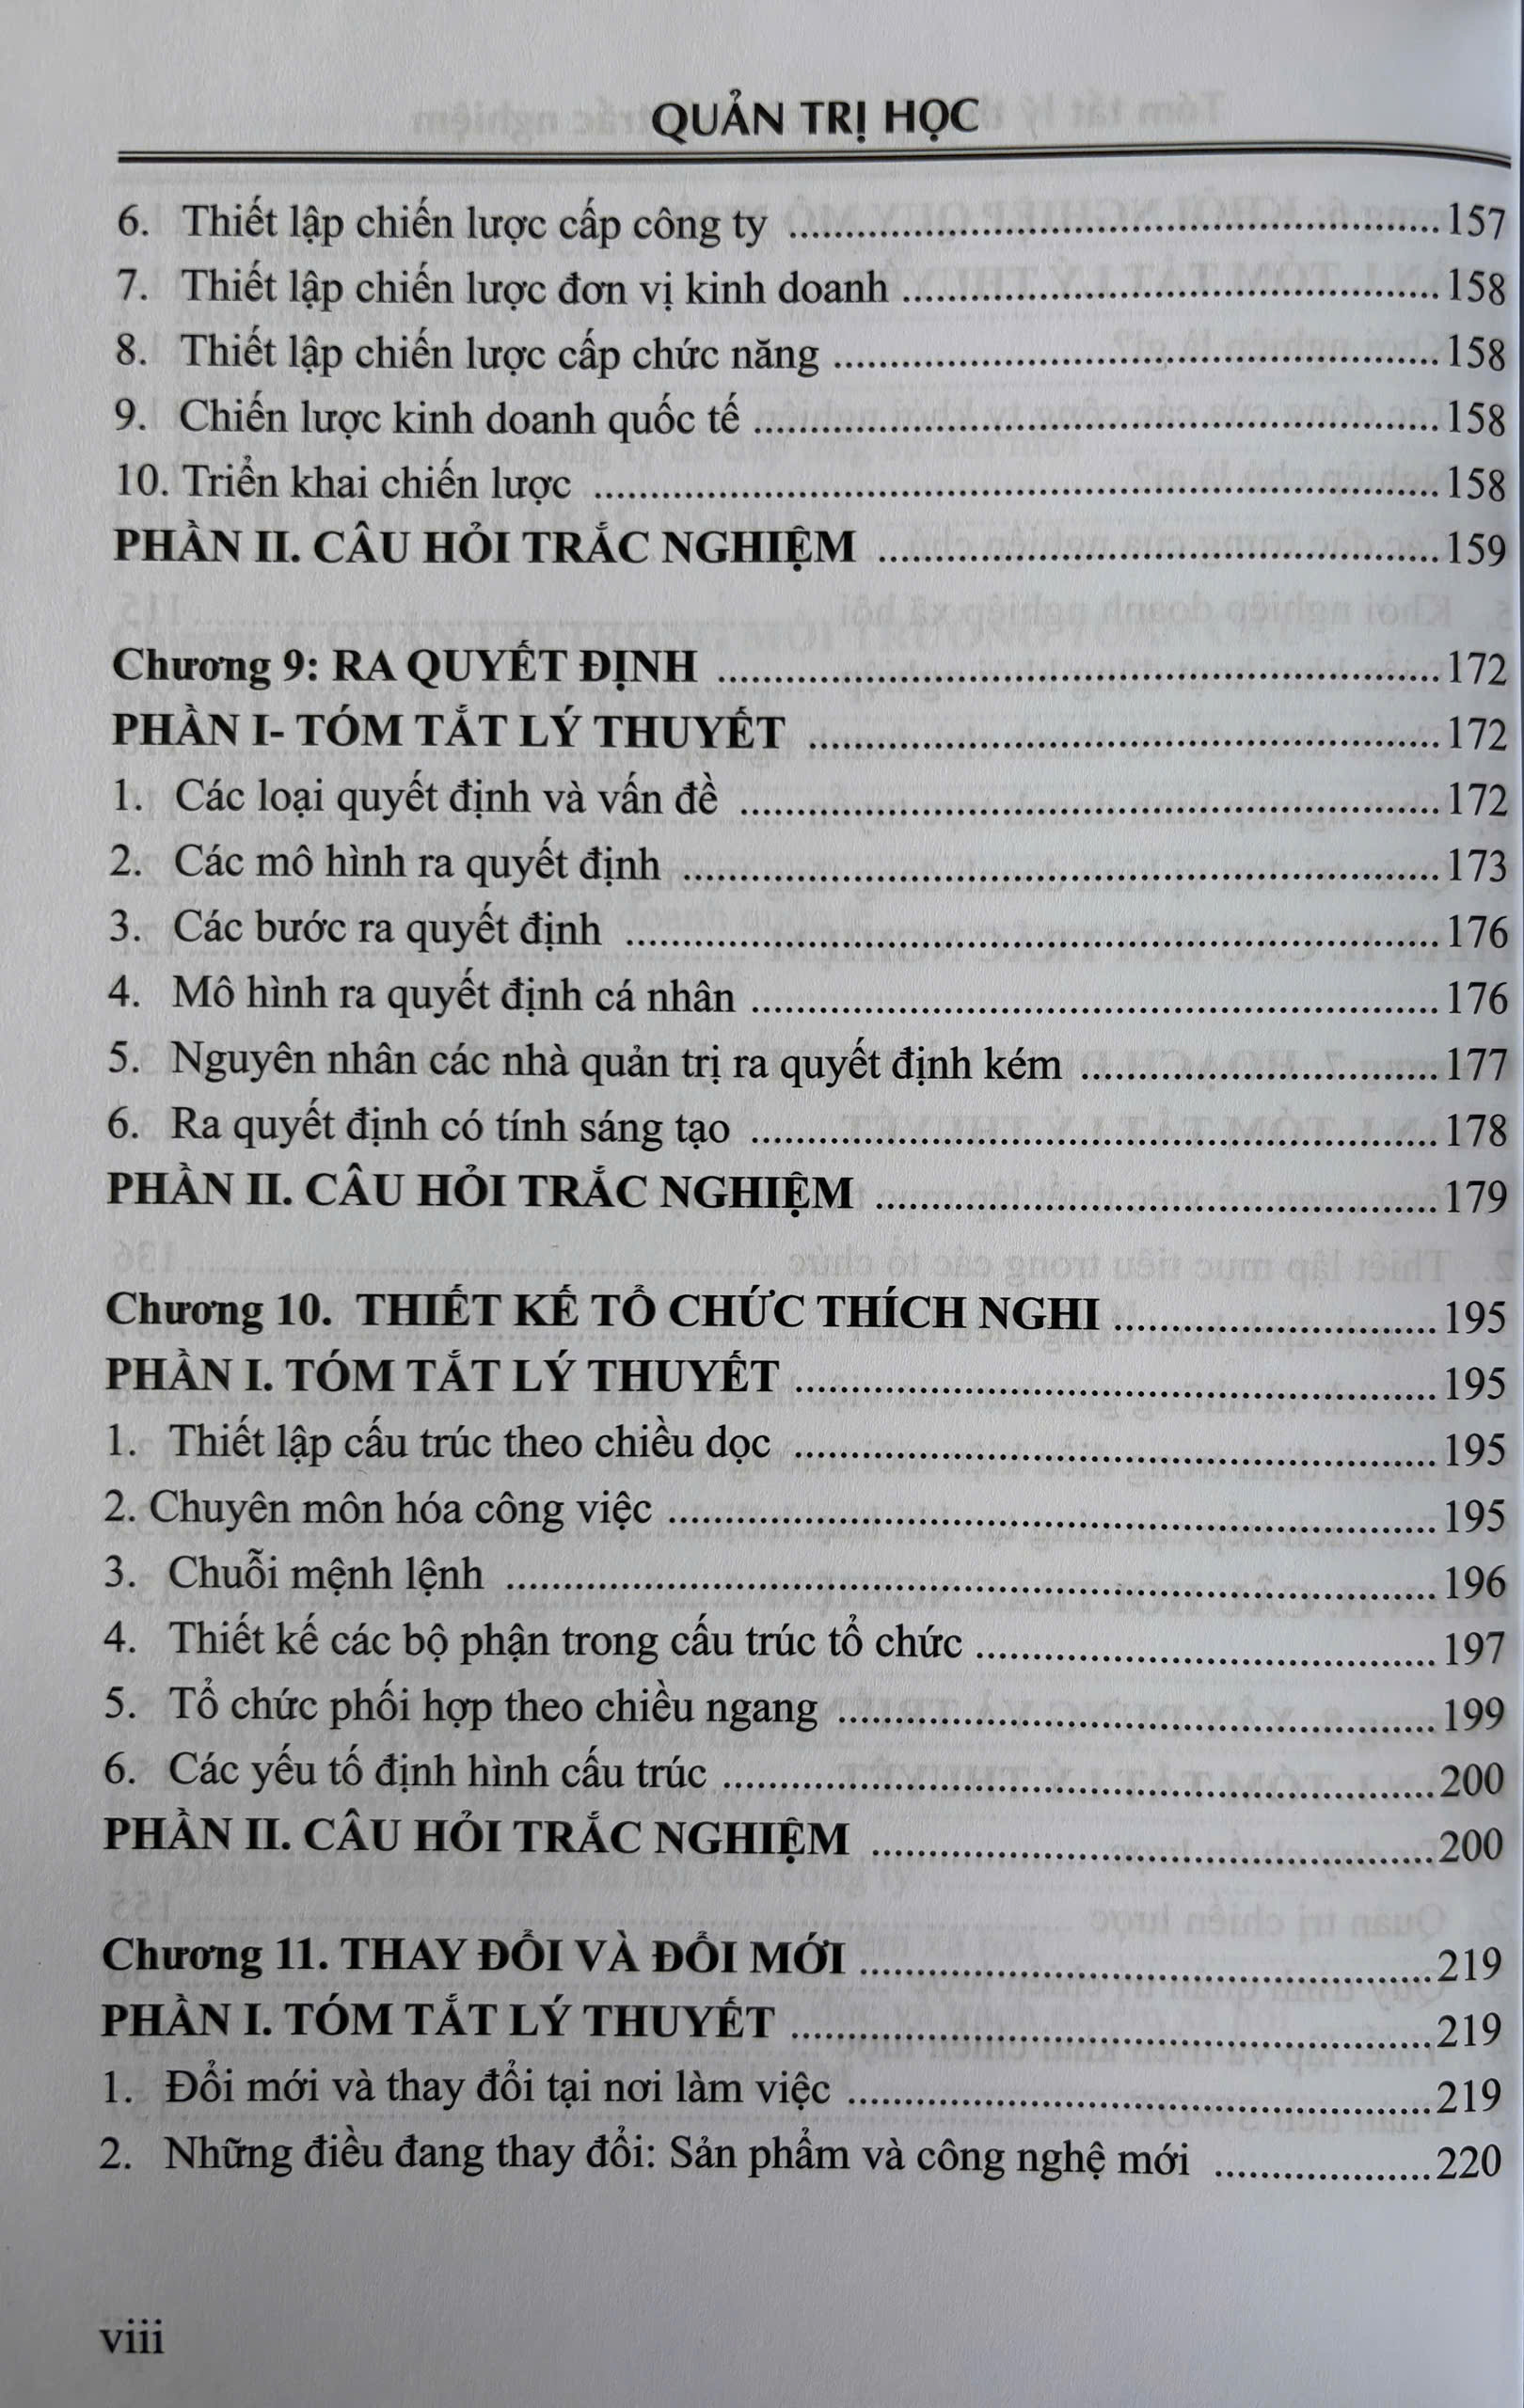 QUẢN TRỊ HỌC
6. Thiết lập chiến lược cấp công ty ........................................................ 157
7. Thiết lập chiến lược đơn vị kinh doanh ............................................... 158
8. Thiết lập chiến lược cấp chức năng ..................................................... 158
9. Chiến lược kinh doanh quốc tế ............................................................ 158
10. Triển khai chiến lược .......................................................................... 158
PHẦN II. CÂU HỎI TRẮC NGHIỆM ................................................. 159
Chương 9: RA QUYẾT ĐỊNH ............................................................... 172
PHẦN I- TÓM TẮT LÝ THUYẾT ....................................................... 172
1. Các loại quyết định và vấn đề ............................................................. 172
2. Các mô hình ra quyết định .................................................................. 173
3. Các bước ra quyết định ....................................................................... 176
4. Mô hình ra quyết định cá nhân ............................................................ 176
5. Nguyên nhân các nhà quản trị ra quyết định kém ............................... 177
6. Ra quyết định có tính sáng tạo ............................................................ 178
PHẦN II. CÂU HỎI TRẮC NGHIỆM ................................................. 179
Chương 10. THIẾT KẾ TỔ CHỨC THÍCH NGHI ............................ 195
PHẦN I. TÓM TẮT LÝ THUYẾT ........................................................ 195
1. Thiết lập cấu trúc theo chiều dọc ........................................................ 195
2. Chuyên môn hóa công việc ................................................................... 195
3. Chuỗi mệnh lệnh ................................................................................. 196
4. Thiết kế các bộ phận trong cấu trúc tổ chức ........................................ 197
5. Tổ chức phối hợp theo chiều ngang .................................................... 199
6. Các yếu tố định hình cấu trúc .............................................................. 200
PHẦN II. CÂU HỎI TRẮC NGHIỆM ................................................. 200
Chương 11. THAY ĐỔI VÀ ĐỔI MỚI .................................................. 219
PHẦN I. TÓM TẮT LÝ THUYẾT ........................................................ 219
1. Đổi mới và thay đổi tại nơi làm việc ................................................... 219
2. Những điều đang thay đổi: Sản phẩm và công nghệ mới ................... 220
viii